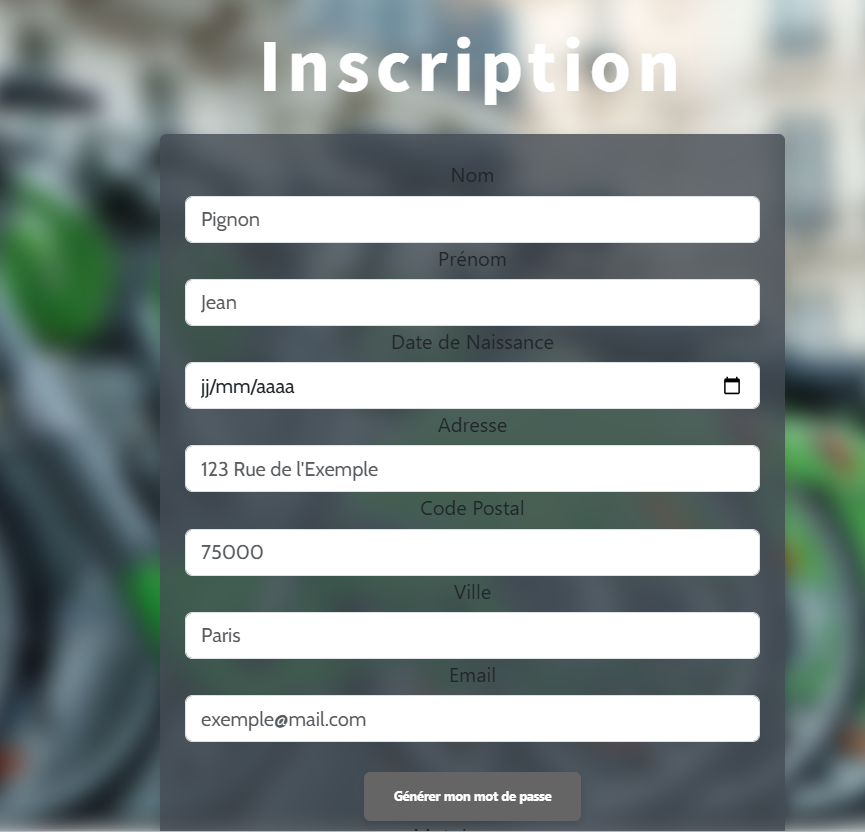 Inscription
Nom
Pignon
Prénom
Jean
Date de Naissance
jj/mm/aaaa
Adresse
123 Rue de l'Exemple
Code Postal
75000
Ville
Paris
Email
exemple@mail.com
Générer mon mot de passe